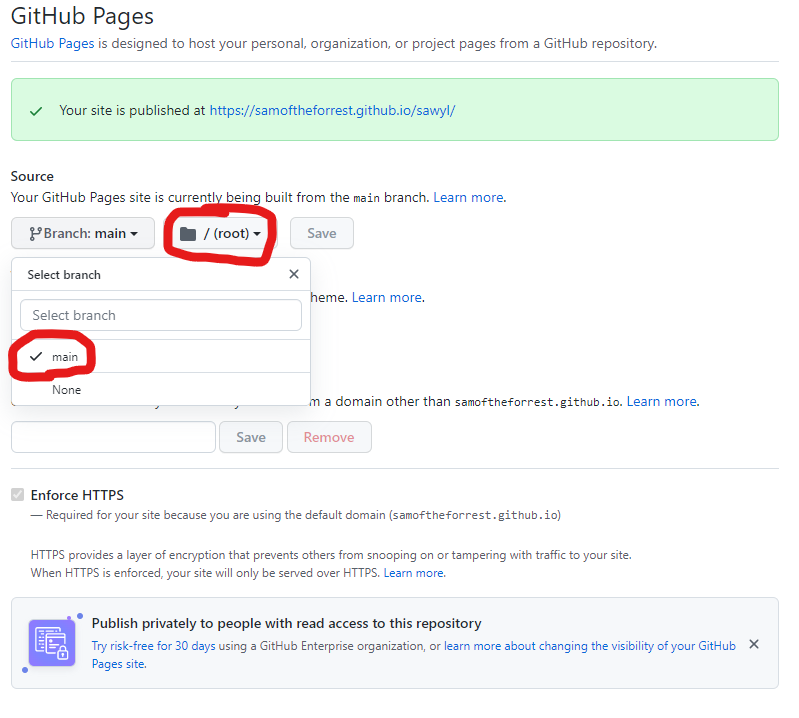 GitHub Pages
GitHub Pages is designed to host your personal, organization, or project pages from a GitHub repository.
Your site is published at https://samoftheforrest.github.io/sawyl/
Source
Your GitHub Pages site is currently being built from the main branch. Learn more.
Branch: main
/ (root)
Save
Select branch
heme. Learn more.
Select branch
main
None
m a domain other than samoftheforrest.github.io. Learn more.
Save
Remove
Enforce HTTPS
— Required for your site because you are using the default domain (samoftheforrest.github.io)
HTTPS provides a layer of encryption that prevents others from snooping on or tampering with traffic to your site.
When HTTPS is enforced, your site will only be served over HTTPS. Learn more.
Publish privately to people with read access to this repository
Try risk-free for 30 days using a GitHub Enterprise organization, or learn more about changing the visibility of your GitHub
Pages site.